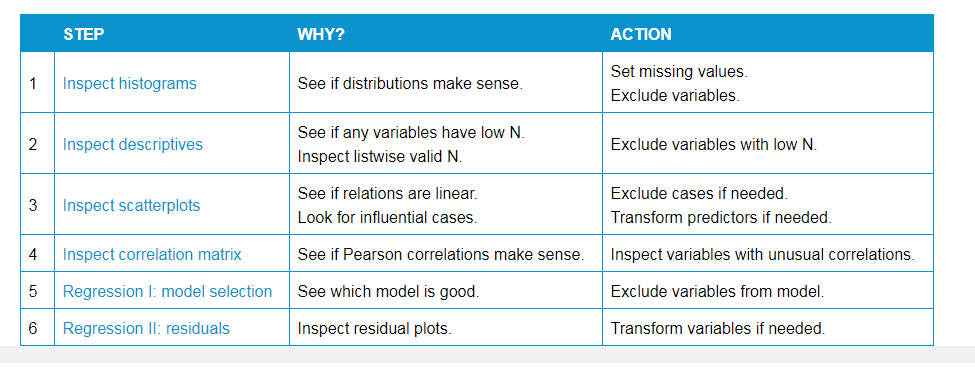 STEP WHY? ACTION
1 Inspect histograms See if distributions make sense. Set missing values.
Exclude variables.
2 Inspect descriptives See if any variables have low N.
Inspect listwise valid N. Exclude variables with low N.
3 Inspect scatterplots See if relations are linear.
Look for influential cases. Exclude cases if needed.
Transform predictors if needed.
4 Inspect correlation matrix See if Pearson correlations make sense. Inspect variables with unusual correlations.
5 Regression I: model selection See which model is good. Exclude variables from model.
6 Regression II: residuals Inspect residual plots. Transform variables if needed.